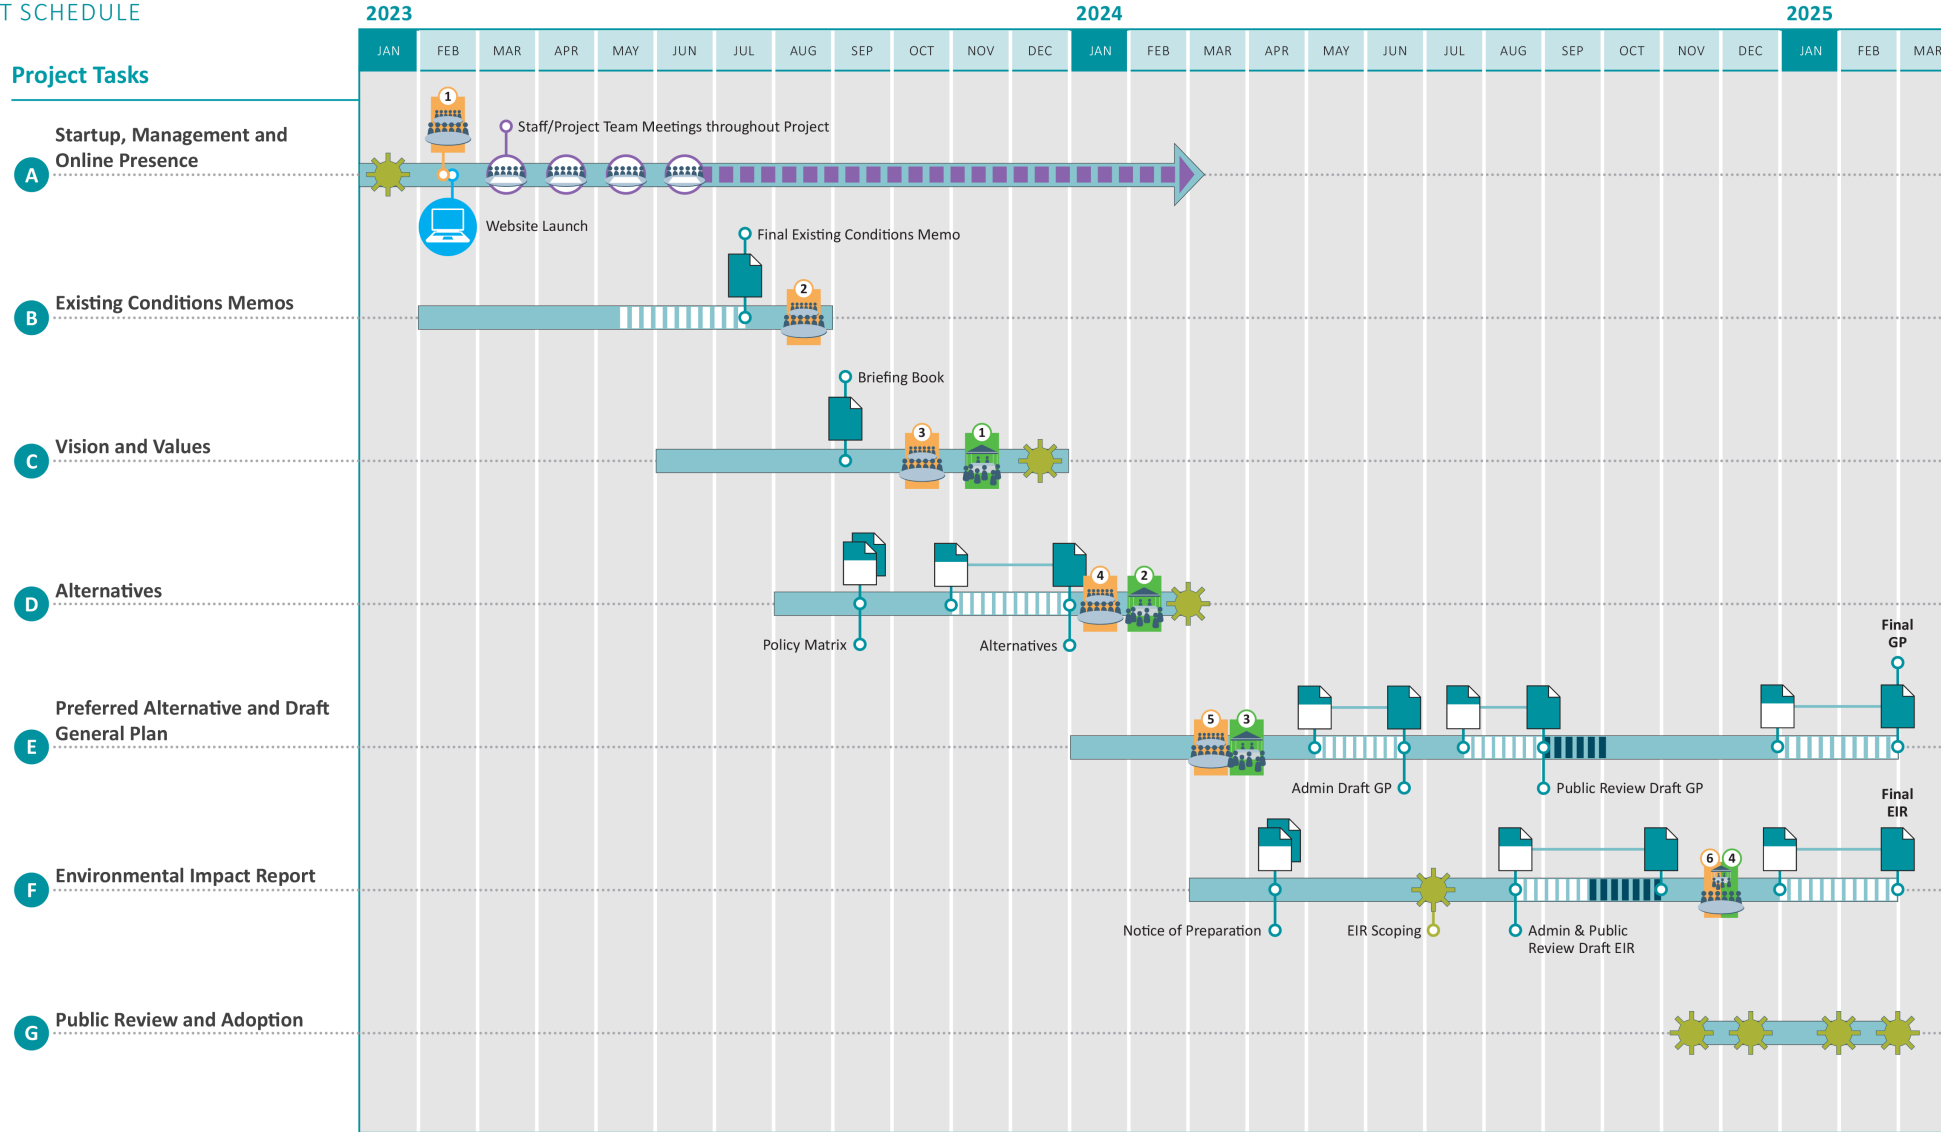 T SCHEDULE
2023
2024
2025
JAN FEB MAR APR MAY JUN JUL AUG SEP OCT NOV DEC JAN FEB MAR APR MAY JUN JUL AUG SEP OCT NOV DEC JAN FEB MAR
Project Tasks
1
Startup, Management and
Online Presence
A
Staff/Project Team Meetings throughout Project
Website Launch
Final Existing Conditions Memo
B
Existing Conditions Memos
2
Briefing Book
C
Vision and Values
3
1
D
Alternatives
4
2
Policy Matrix
Alternatives
Final
GP
E
Preferred Alternative and Draft
General Plan
5
3
Admin Draft GP
Public Review Draft GP
Final
EIR
F
Environmental Impact Report
6
4
Notice of Preparation
EIR Scoping
Admin & Public
Review Draft EIR
G
Public Review and Adoption